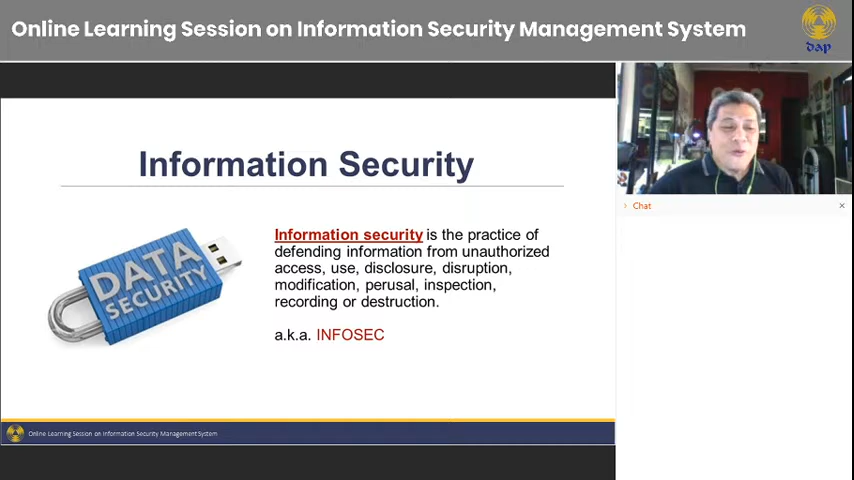 Online Learning Session on Information Security Management System
dap
Information Security
DATA
SECURITY
Information security is the practice of
defending information from unauthorized
access, use, disclosure, disruption,
modification, perusal, inspection,
recording or destruction.
a.k.a. INFOSEC
Chat
Online Learning Session on Information Security Management System